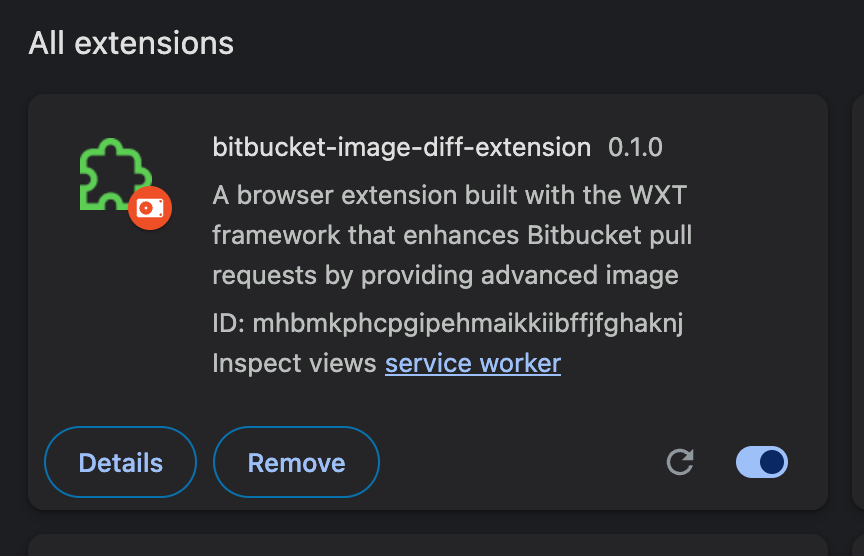 All extensions
bitbucket-image-diff-extension 0.1.0
A browser extension built with the WXT
framework that enhances Bitbucket pull
requests by providing advanced image
ID: mhbmkphcpgipehmaikkiibffjfghaknj
Inspect views service worker
Details Remove